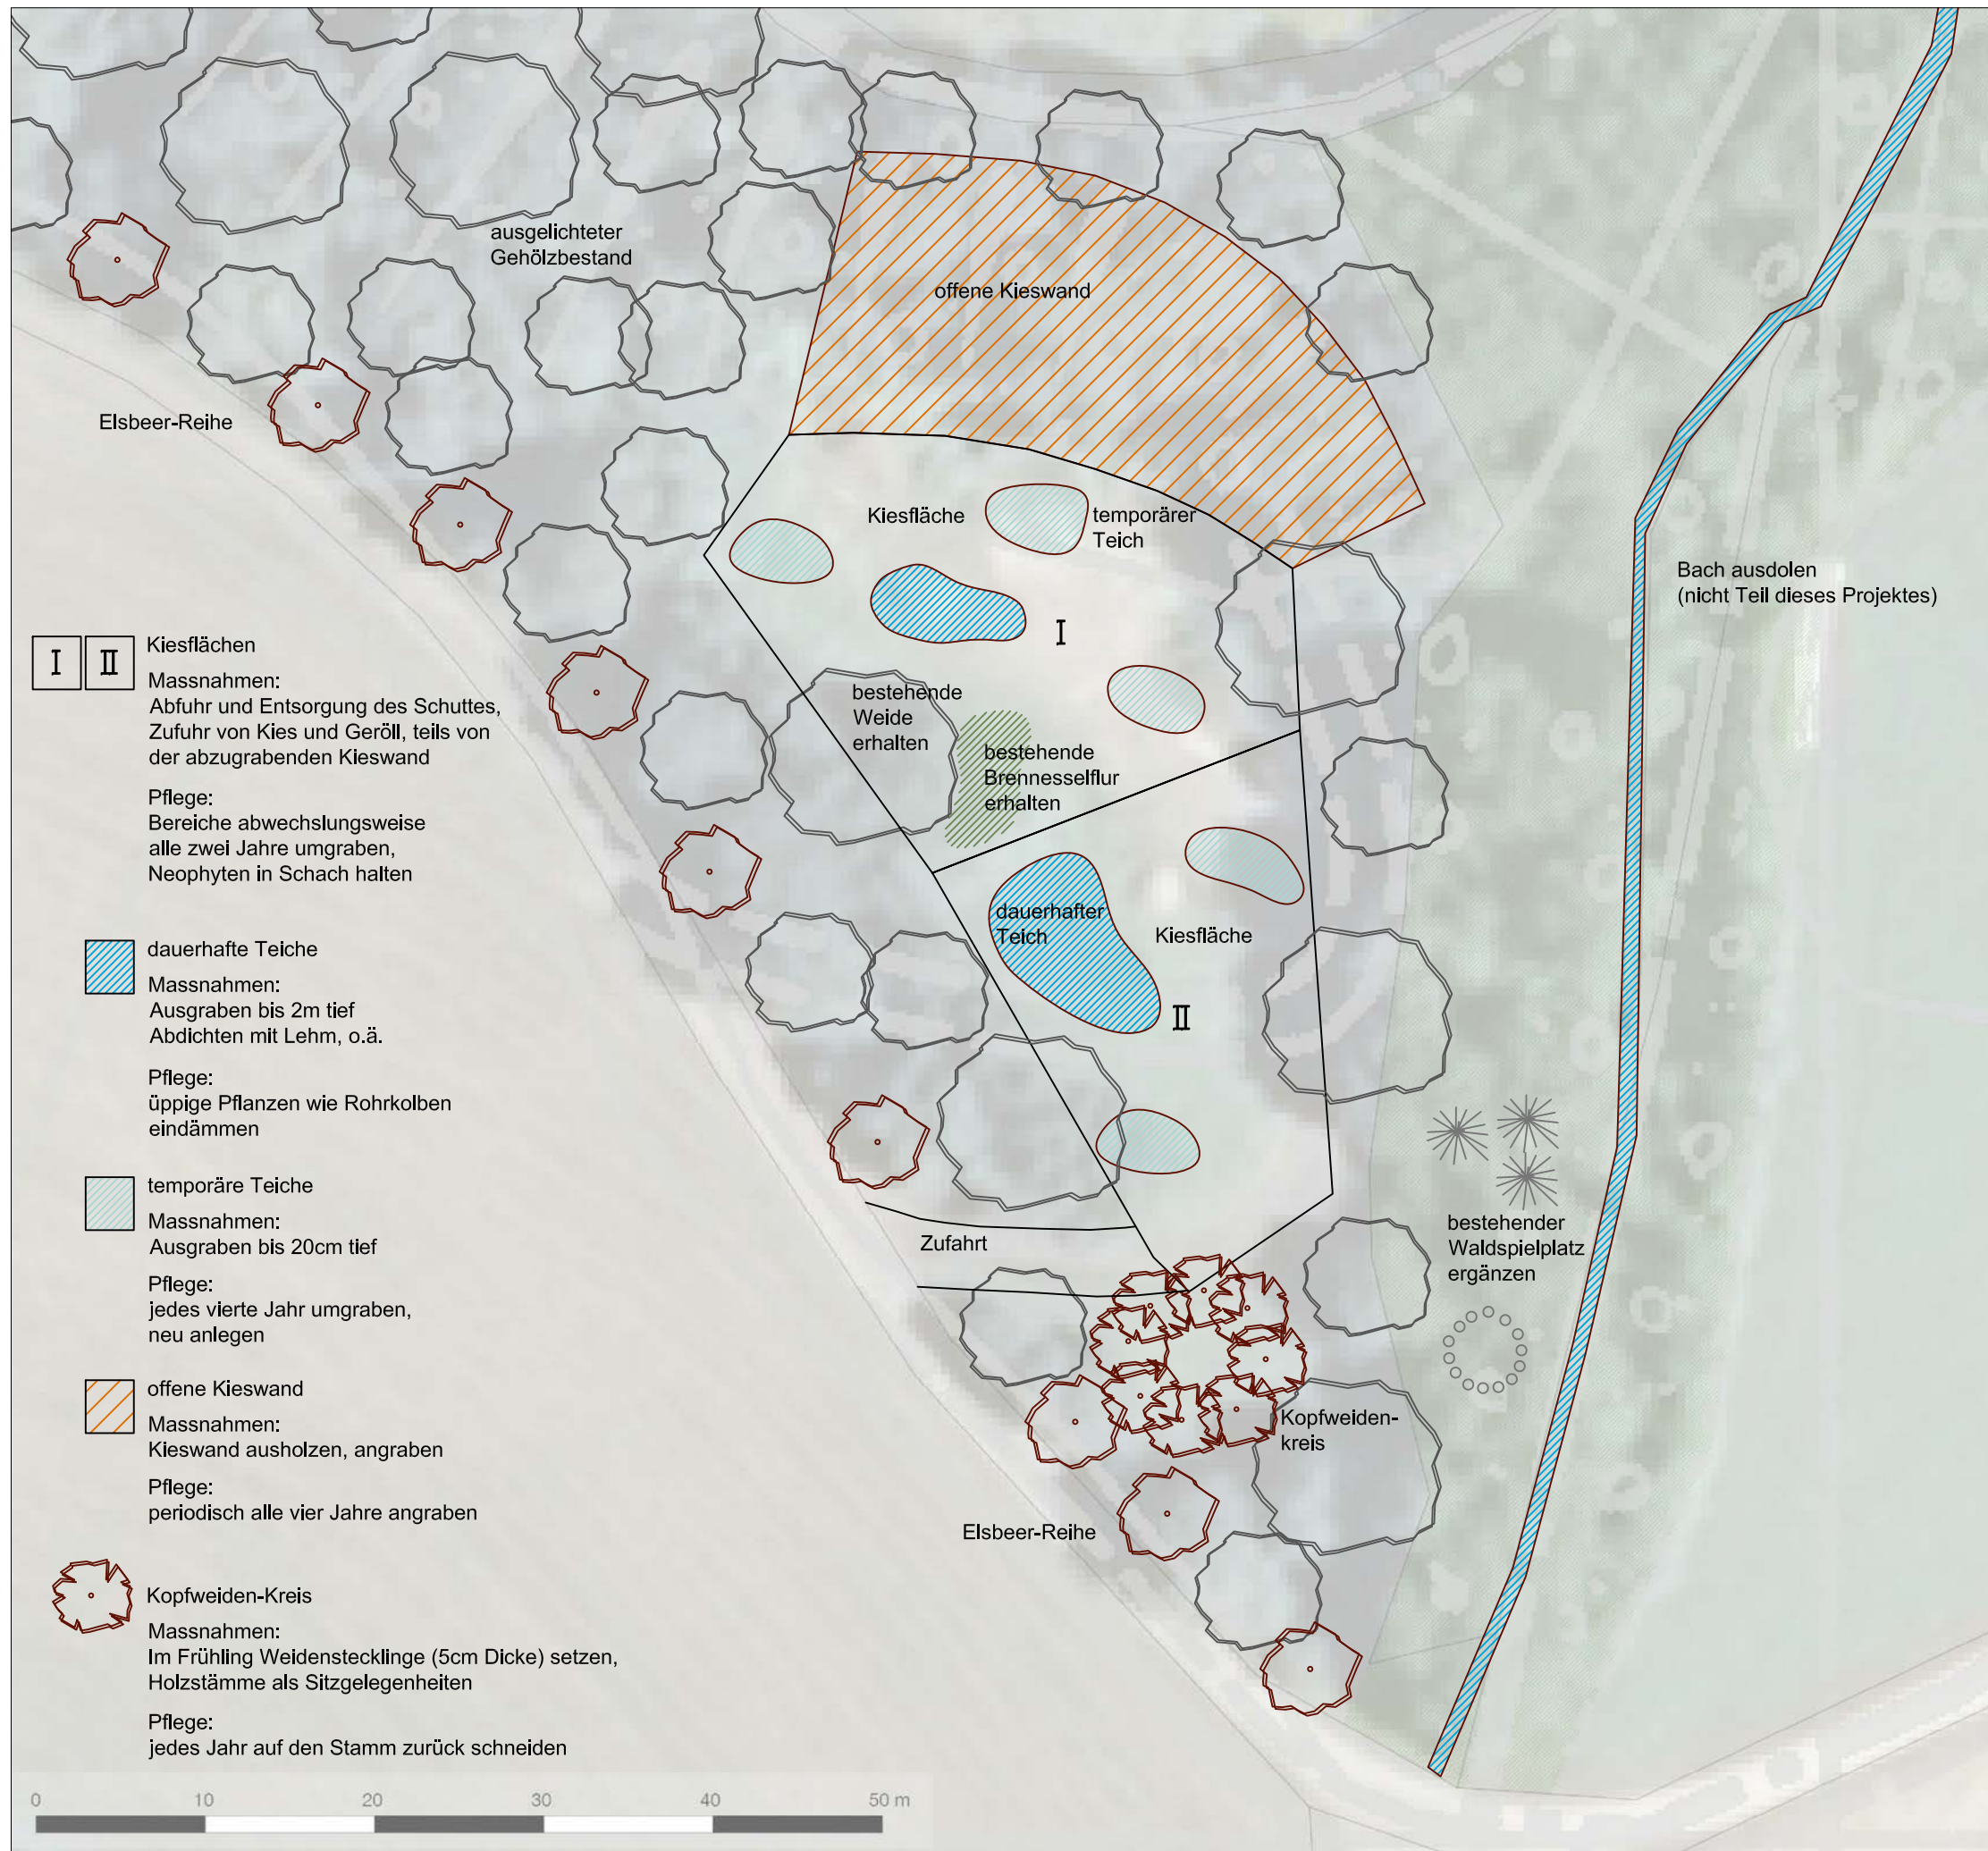 ausgelichteter
Gehölzbestand
offene Kieswand
Elsbeer-Reihe
Kiesfläche
temporärer
Teich
Bach ausdolen
(nicht Teil dieses Projektes)
I
bestehende
Weide
erhalten
bestehende
Brennesselflur
erhalten
dauerhafter
Teich
Kiesfläche
II
bestehender
Waldspielplatz
ergänzen
Zufahrt
Kopfweiden-
kreis
Elsbeer-Reihe
I II Kiesflächen
Massnahmen:
Abfuhr und Entsorgung des Schuttes,
Zufuhr von Kies und Geröll, teils von
der abzugrabenden Kieswand
Pflege:
Bereiche abwechslungsweise
alle zwei Jahre umgraben,
Neophyten in Schach halten
dauerhafte Teiche
Massnahmen:
Ausgraben bis 2m tief
Abdichten mit Lehm, o.ä.
Pflege:
üppige Pflanzen wie Rohrkolben
eindämmen
temporäre Teiche
Massnahmen:
Ausgraben bis 20cm tief
Pflege:
jedes vierte Jahr umgraben,
neu anlegen
offene Kieswand
Massnahmen:
Kieswand ausholzen, angraben
Pflege:
periodisch alle vier Jahre angraben
Kopfweiden-Kreis
Massnahmen:
Im Frühling Weidenstecklinge (5cm Dicke) setzen,
Holzstämme als Sitzgelegenheiten
Pflege:
jedes Jahr auf den Stamm zurück schneiden
0 10 20 30 40 50 m